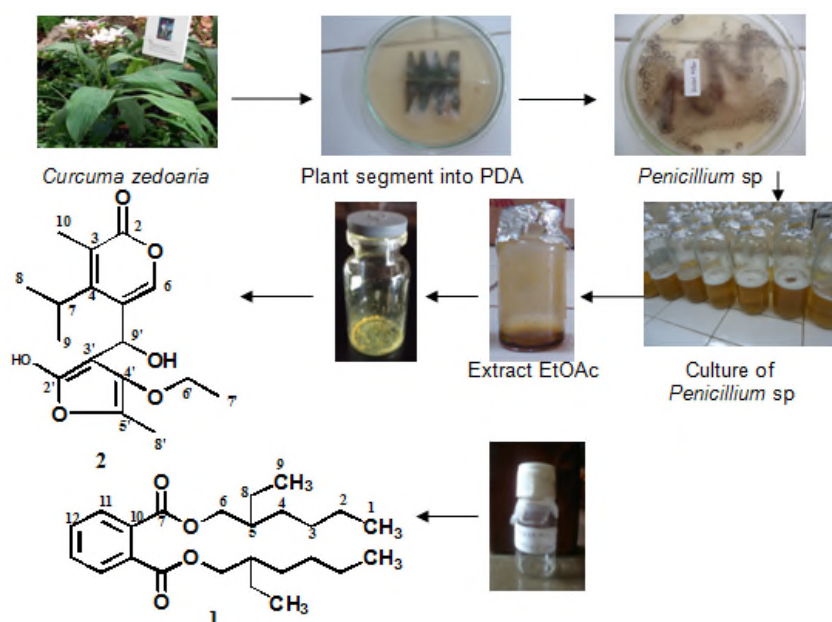 Curcuma zedoaria
Plant segment into PDA
Penicillium sp
Culture of
Penicillium sp
Extract EtOAc
O
10
3
2
O
8
4
6
7
9
9'
OH
3'
HO
2'
4'
O
6'
7'
O
5'
8'
2
9
CH3
O
8
11
6
4
2
1
12
10
7
O
5
3
CH3
O
CH3
O
CH3
1